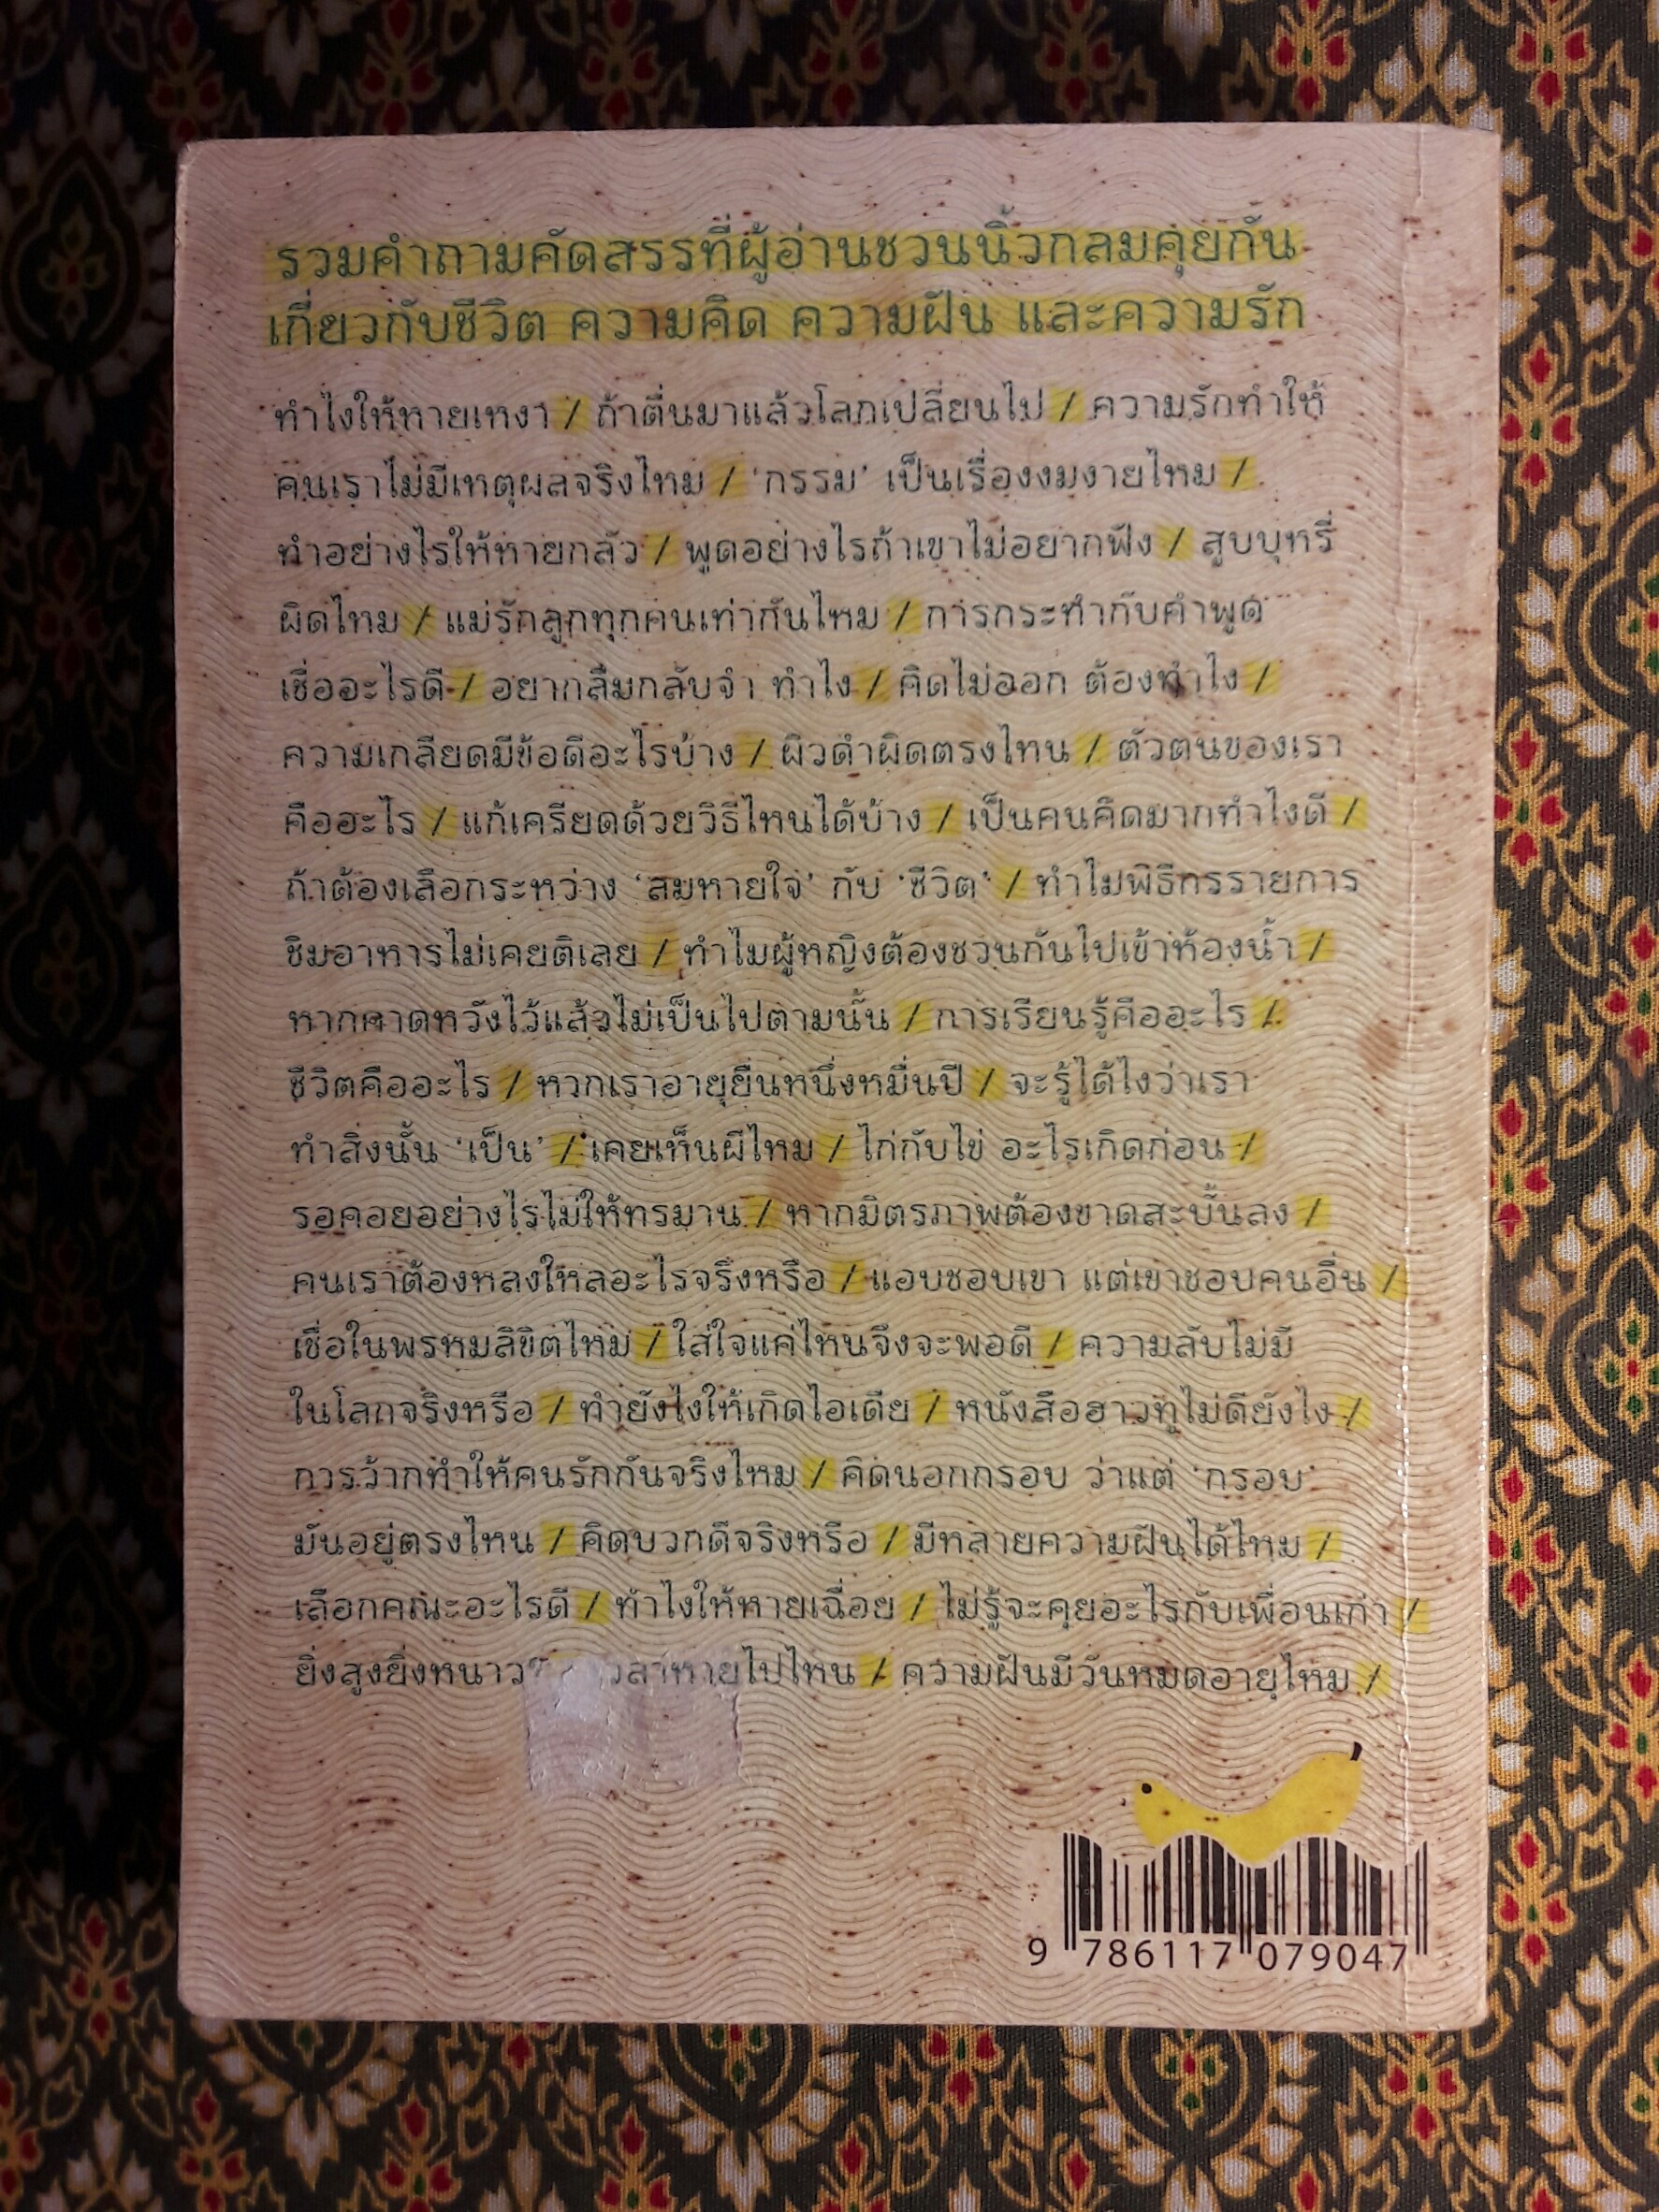 รวมคำถามคัดสรรที่ผู้อ่านชวนนิ้วกลมคุยกัน
เกี่ยวกับชีวิต ความคิด ความฝัน และความรัก
ทำไงให้หายเหงา / ถ้าตื่นมาแล้วโลกเปลี่ยนไป / ความรักทำให้
คนเราไม่มีเหตุผลจริงไหม / 'กรรม' เป็นเรื่องงมงายไหม /
ทำอย่างไรให้หายกลัว / พูดอย่างไรถ้าเขาไม่อยากฟัง / สูบบุหรี่
ผิดไหม / แม่รักลูกทุกคนเท่ากันไหม / การกระทำกับคำพูด
เชื่ออะไรดี / อยากลืมกลับจำ ทำไง / คิดไม่ออก ต้องทำไง /
ความเกลียดมีข้อดีอะไรบ้าง / ผิวดำผิดตรงไหน / ตัวตนของเรา
คืออะไร / แก้เครียดด้วยวิธีไหนได้บ้าง / เป็นคนคิดมากทำไงดี /
ถ้าต้องเลือกระหว่าง 'ลมหายใจ' กับ 'ชีวิต' / ทำไมพิธีกรรายการ
ชิมอาหารไม่เคยติเลย / ทำไมผู้หญิงต้องชวนกันไปเข้าห้องน้ำ /
หากคาดหวังไว้แล้วไม่เป็นไปตามนั้น / การเรียนรู้คืออะไร /
ชีวิตคืออะไร / หากเราอายุยืนหนึ่งหมื่นปี / จะรู้ได้ไงว่าเรา
ทำสิ่งนั้น 'เป็น' / เคยเห็นผีไหม / ไก่กับไข่ อะไรเกิดก่อน /
รอคอยอย่างไรไม่ให้ทรมาน / หากมิตรภาพต้องขาดสะบั้นลง /
คนเราต้องหลงใหลอะไรจริงหรือ / แอบชอบเขา แต่เขาชอบคนอื่น /
เชื่อในพรหมลิขิตไหม / ใส่ใจแค่ไหนจึงจะพอดี / ความลับไม่มี
ในโลกจริงหรือ / ทำยังไงให้เกิดไอเดีย / หนังสือฮาวทูไม่ดียังไง /
การว้ากทำให้คนรักกันจริงไหม / คิดนอกกรอบ ว่าแต่ 'กรอบ'
มันอยู่ตรงไหน / คิดบวกดีจริงหรือ / มีหลายความฝันได้ไหม /
เลือกคณะอะไรดี / ทำไงให้หายเฉื่อย / ไม่รู้จะคุยอะไรกับเพื่อนเก่า /
ยิ่งสูงยิ่งหนาว หายไปไหน / ความฝันมีวันหมดอายุไหม /
9 786117 079047